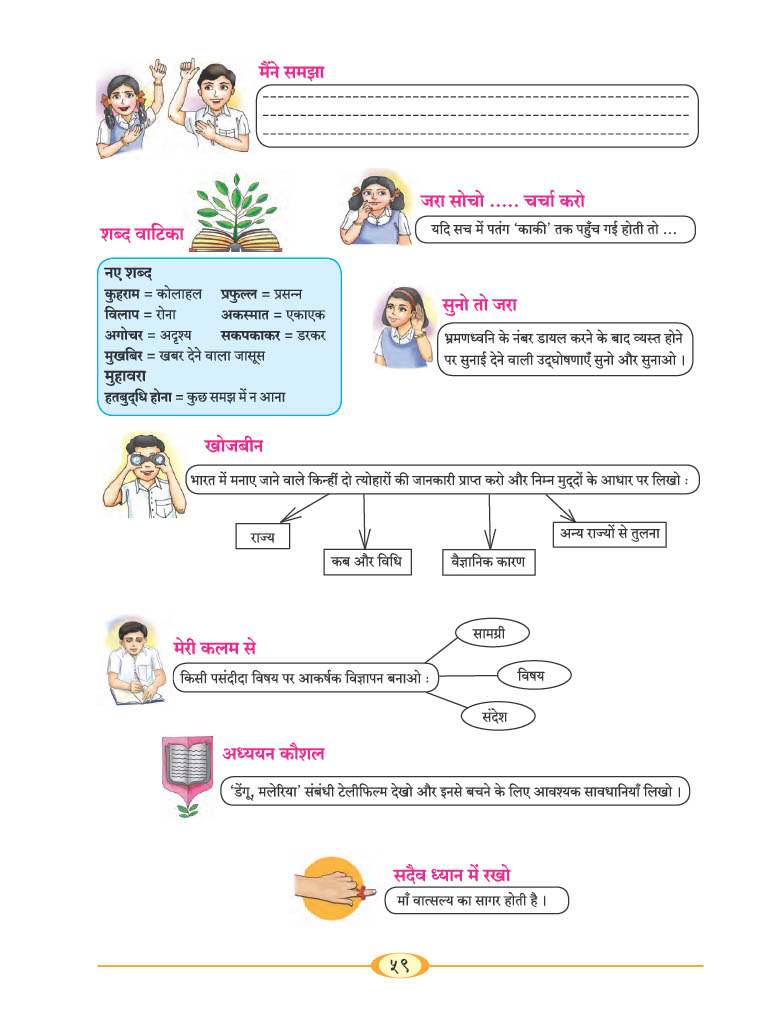 मैंने समझा
शब्द वाटिका
नए शब्द
कुहराम = कोलाहल प्रफुल्ल = प्रसन्न
विलाप = रोना अकस्मात = एकाएक
अगोचर = अदृश्य सकपकाकर = डरकर
मुखबिर = खबर देने वाला जासूस
मुहावरा
हतबुद्‌धि होना = कुछ समझ में न आना
जरा सोचो ..... चर्चा करो
यदि सच में पतंग ‘काकी’ तक पहुँच गई होती तो ...
सुनो तो जरा
भ्रमणध्वनि के नंबर डायल करने के बाद व्यस्त होने
पर सुनाई देने वाली उद्‌घोषणाएँ सुनो और सुनाओ ।
खोजबीन
भारत में मनाए जाने वाले किन्हीं दो त्योहारों की जानकारी प्राप्त करो और निम्न मुद्‌दों के आधार पर लिखो :
राज्य
कब और विधि
वैज्ञानिक कारण
अन्य राज्यों से तुलना
मेरी कलम से
किसी पसंदीदा विषय पर आकर्षक विज्ञापन बनाओ :
सामग्री
विषय
संदेश
अध्ययन कौशल
‘डेंगू, मलेरिया’ संबंधी टेलीफिल्म देखो और इनसे बचने के लिए आवश्यक सावधानियाँ लिखो ।
सदैव ध्यान में रखो
माँ वात्सल्य का सागर होती है ।
५९